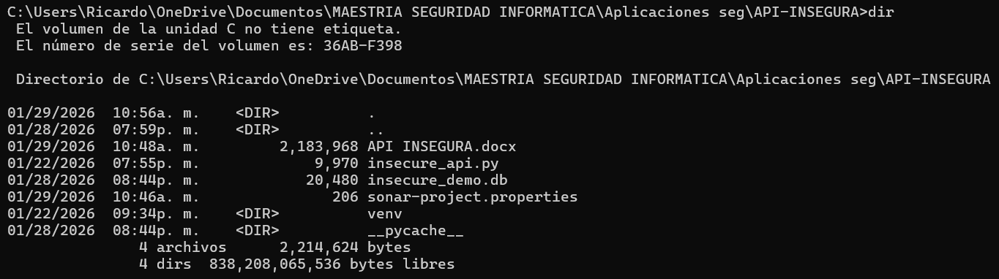 C:\Users\Ricardo\OneDrive\Documentos\MAESTRIA SEGURIDAD INFORMATICA\Aplicaciones seg\API-INSEGURA>dir
 El volumen de la unidad C no tiene etiqueta.
 El número de serie del volumen es: 36AB-F398

 Directorio de C:\Users\Ricardo\OneDrive\Documentos\MAESTRIA SEGURIDAD INFORMATICA\Aplicaciones seg\API-INSEGURA

01/29/2026  10:56a. m.    <DIR>          .
01/28/2026  07:59p. m.    <DIR>          ..
01/29/2026  10:48a. m.         2,183,968 API INSEGURA.docx
01/22/2026  07:55p. m.             9,970 insecure_api.py
01/28/2026  08:44p. m.            20,480 insecure_demo.db
01/29/2026  10:46a. m.               206 sonar-project.properties
01/22/2026  09:34p. m.    <DIR>          venv
01/28/2026  08:44p. m.    <DIR>          __pycache__
               4 archivos      2,214,624 bytes
               4 dirs  838,208,065,536 bytes libres